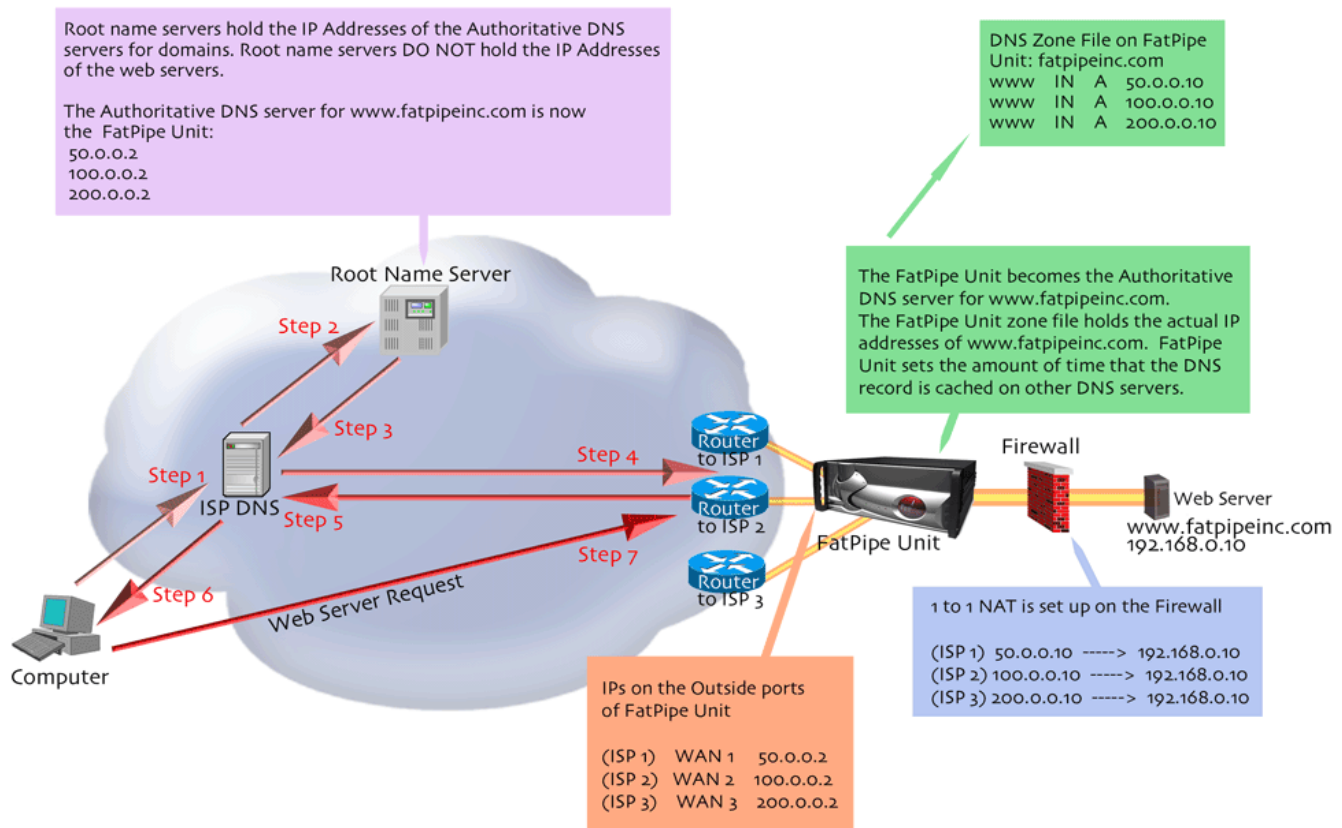 Root name servers hold the IP Addresses of the Authoritative DNS
servers for domains. Root name servers DO NOT hold the IP Addresses
of the web servers.
The Authoritative DNS server for www.fatpipeinc.com is now
the FatPipe Unit:
50.0.0.2
100.0.0.2
200.0.0.2
DNS Zone File on FatPipe
Unit: fatpipeinc.com
www IN A 50.0.0.10
www IN A 100.0.0.10
www IN A 200.0.0.10
The FatPipe Unit becomes the Authoritative
DNS server for www.fatpipeinc.com.
The FatPipe Unit zone file holds the actual IP
addresses of www.fatpipeinc.com. FatPipe
Unit sets the amount of time that the DNS
record is cached on other DNS servers.
Root Name Server
Step 2
Step 3
Step 1
ISP DNS
Step 4
Step 5
Step 6
Step 7
Web Server Request
Computer
Router
to ISP 1
Router
to ISP 2
Router
to ISP 3
FatPipe Unit
Firewall
Web Server
www.fatpipeinc.com
192.168.0.10
IPs on the Outside ports
of FatPipe Unit
(ISP 1) WAN 1 50.0.0.2
(ISP 2) WAN 2 100.0.0.2
(ISP 3) WAN 3 200.0.0.2
1 to 1 NAT is set up on the Firewall
(ISP 1) 50.0.0.10 -----> 192.168.0.10
(ISP 2) 100.0.0.10 -----> 192.168.0.10
(ISP 3) 200.0.0.10 -----> 192.168.0.10